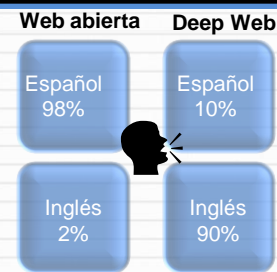 Web abierta Deep Web
Español Español
98% 10%
Inglés Inglés
2% 90%